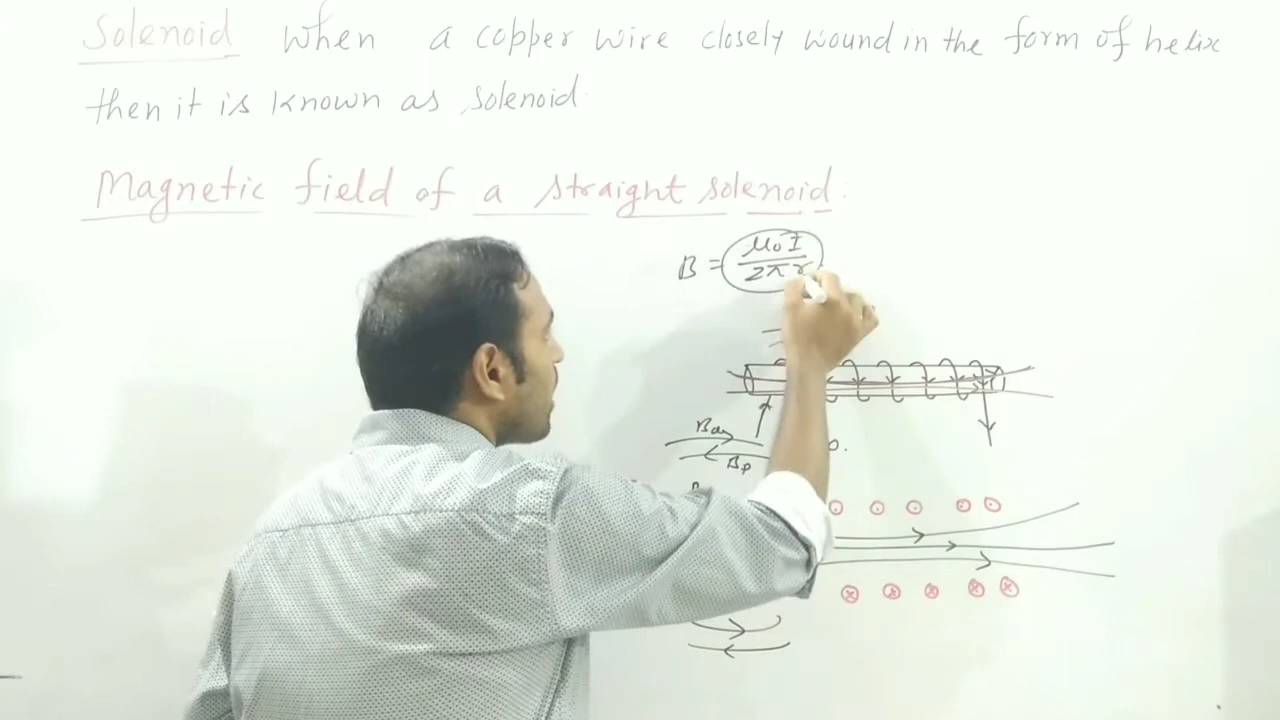 Solenoid When a copper wire closely wound in the form of helix
then it is known as solenoid.
Magnetic field of a straight solenoid.
B = μ₀I / 2πr
Bp